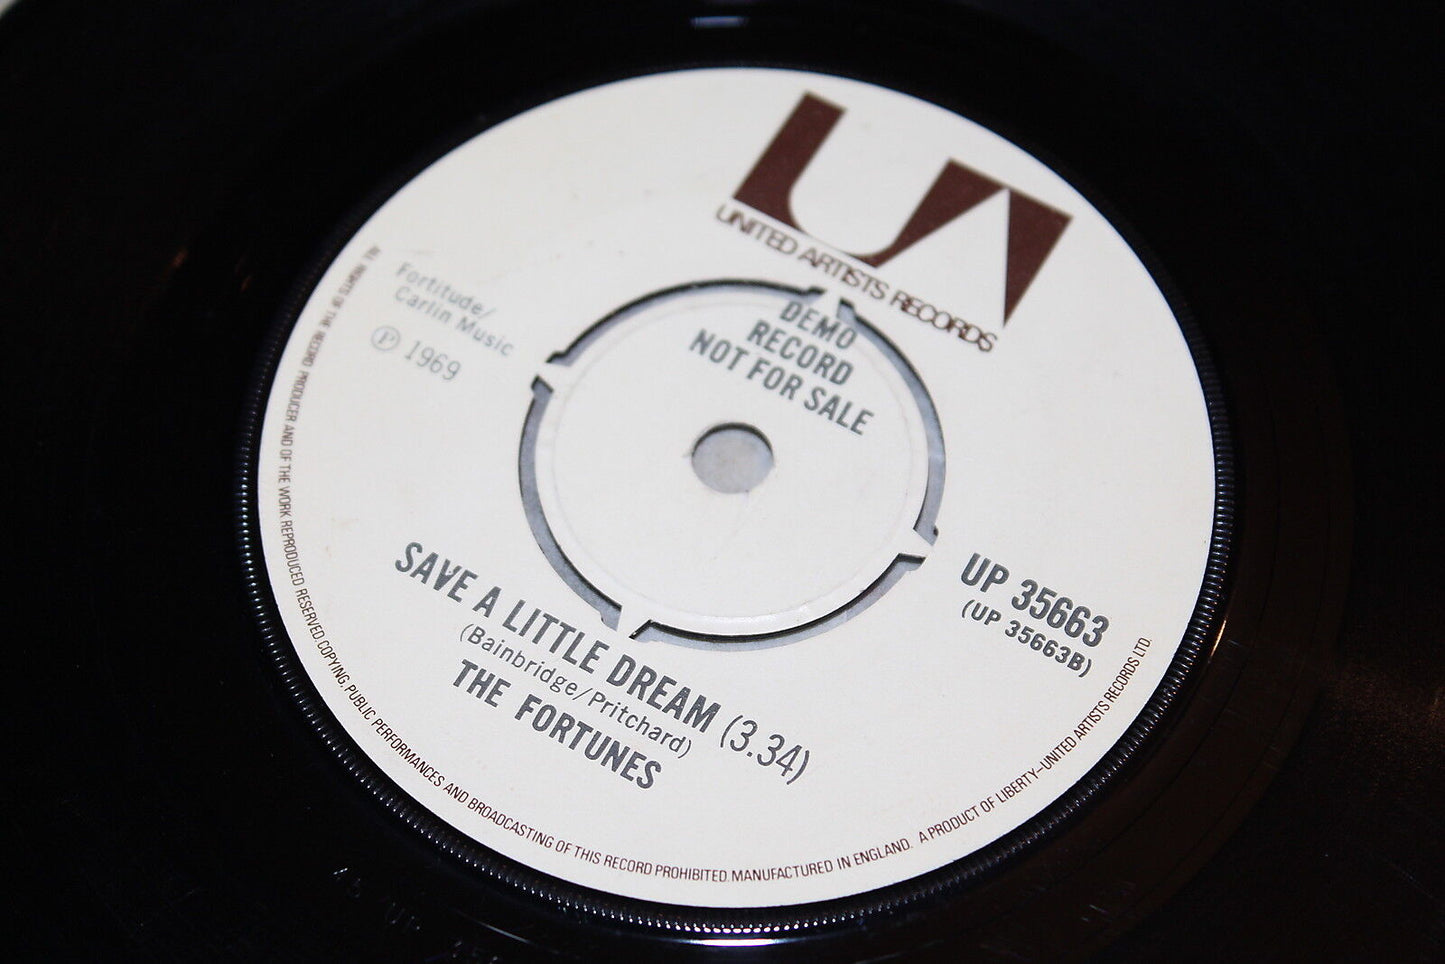 UNITED ARTISTS RECORDS
DEMO
RECORD
NOT FOR SALE
Fortitude/
Carlin Music
Ⓟ 1969
UP 35663
(UP 35663B)
SAVE A LITTLE DREAM (3.34)
(Bainbridge/Pritchard)
THE FORTUNES
ALL RIGHTS OF THE RECORD PRODUCER AND OF THE WORK REPRODUCED RESERVED. COPYING, PUBLIC PERFORMANCES AND BROADCASTING OF THIS RECORD PROHIBITED. MANUFACTURED IN ENGLAND. A PRODUCT OF LIBERTY–UNITED ARTISTS RECORDS LTD.